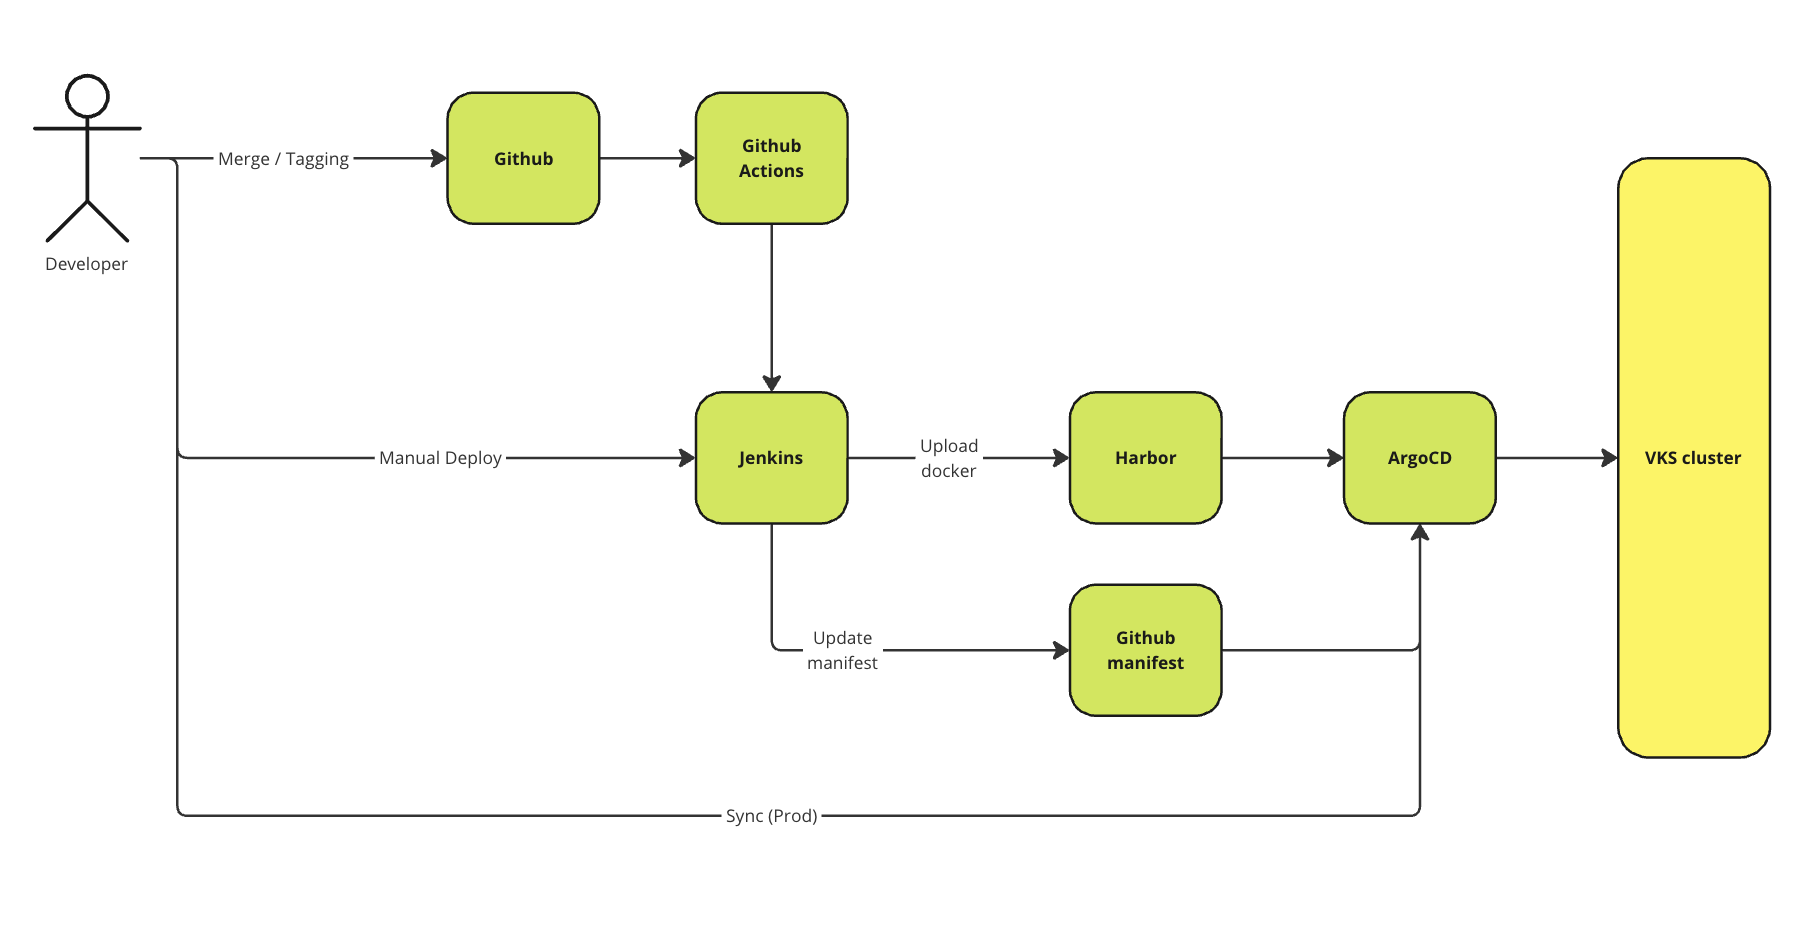 Merge / Tagging
Github
Github
Actions
Developer
Manual Deploy
Jenkins
Upload
docker
Harbor
ArgoCD
VKS cluster
Update
manifest
Github
manifest
Sync (Prod)